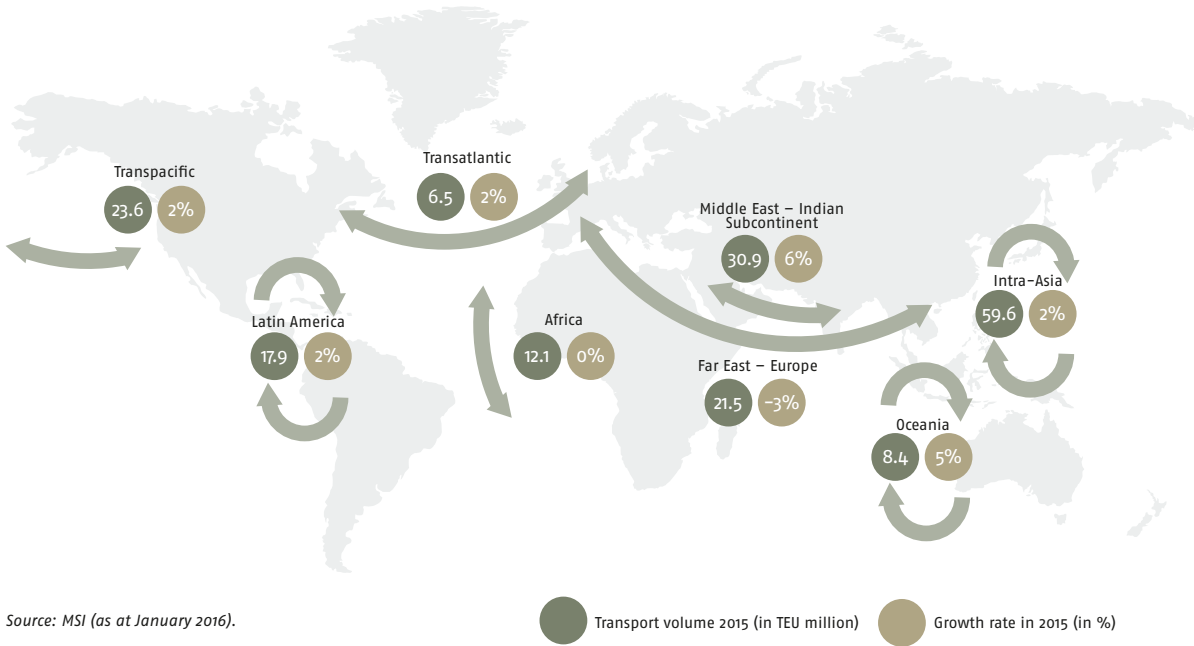 Transpacific
23.6 2%
Transatlantic
6.5 2%
Middle East – Indian
Subcontinent
30.9 6%
Intra-Asia
59.6 2%
Latin America
17.9 2%
Africa
12.1 0%
Far East – Europe
21.5 -3%
Oceania
8.4 5%
Source: MSI (as at January 2016).
Transport volume 2015 (in TEU million)
Growth rate in 2015 (in %)